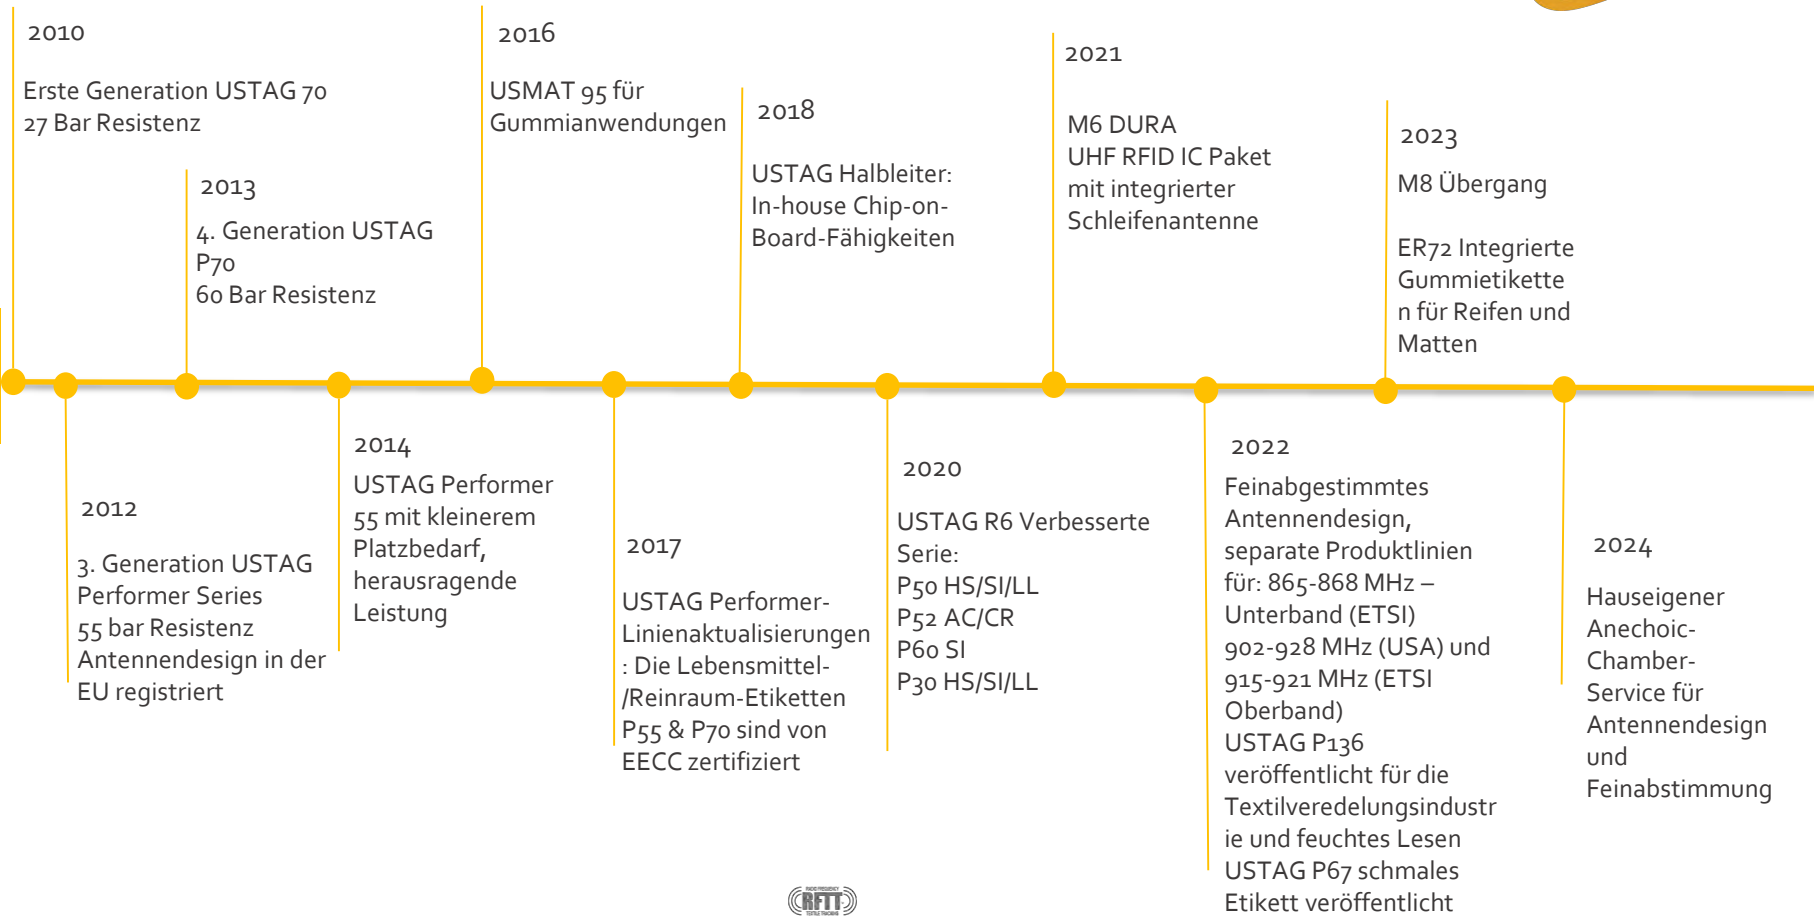 2010
Erste Generation USTAG 70
27 Bar Resistenz
2012
3. Generation USTAG
Performer Series
55 bar Resistenz
Antennendesign in der
EU registriert
2013
4. Generation USTAG
P70
60 Bar Resistenz
2014
USTAG Performer
55 mit kleinerem
Platzbedarf,
herausragende
Leistung
2016
USMAT 95 für
Gummianwendungen
2017
USTAG Performer-
Linienaktualisierungen
: Die Lebensmittel-
/Reinraum-Etiketten
P55 & P70 sind von
EECC zertifiziert
2018
USTAG Halbleiter:
In-house Chip-on-
Board-Fähigkeiten
2020
USTAG R6 Verbesserte
Serie:
P50 HS/SI/LL
P52 AC/CR
P60 SI
P30 HS/SI/LL
2021
M6 DURA
UHF RFID IC Paket
mit integrierter
Schleifenantenne
2022
Feinabgestimmtes
Antennendesign,
separate Produktlinien
für: 865-868 MHz –
Unterband (ETSI)
902-928 MHz (USA) und
915-921 MHz (ETSI
Oberband)
USTAG P136
veröffentlicht für die
Textilveredelungsindustr
ie und feuchtes Lesen
USTAG P67 schmales
Etikett veröffentlicht
2023
M8 Übergang
ER72 Integrierte
Gummietikette
n für Reifen und
Matten
2024
Hauseigener
Anechoic-
Chamber-
Service für
Antennendesign
und
Feinabstimmung
RADIO FREQUENCY
RFTT
TEXTILE TRACKING